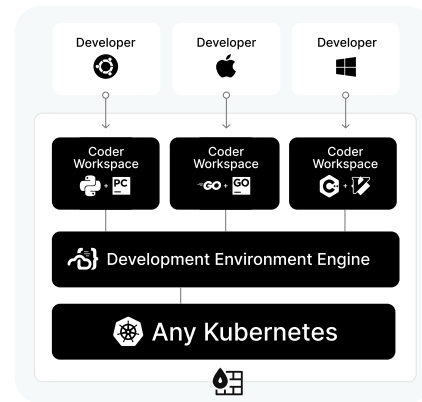 Developer
Developer
Developer
Coder
Workspace
PC
Coder
Workspace
GO
GO
Coder
Workspace
C++
Development Environment Engine
Any Kubernetes